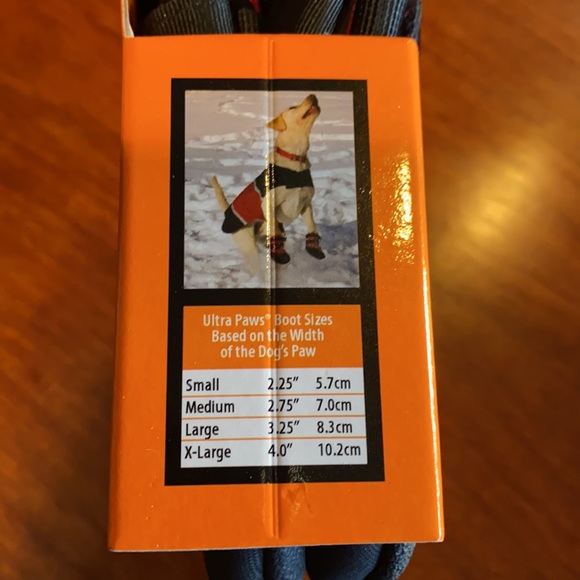 Ultra Paws® Boot Sizes
Based on the Width
of the Dog's Paw
Small 2.25" 5.7cm
Medium 2.75" 7.0cm
Large 3.25" 8.3cm
X-Large 4.0" 10.2cm